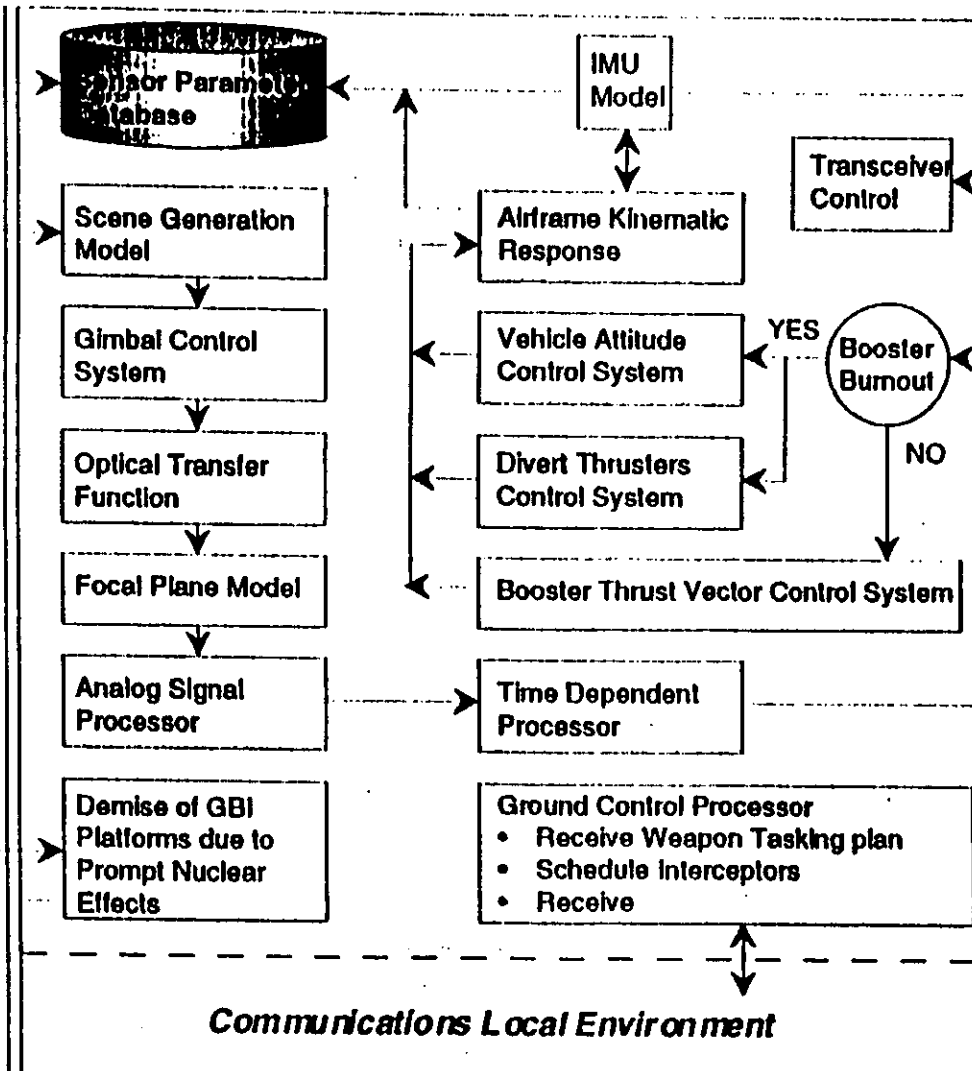 Sensor Paramete
Database
IMU
Model
Transceiver
Control
Scene Generation
Model
Airframe Kinematic
Response
Gimbal Control
System
Vehicle Attitude
Control System
YES
Booster
Burnout
NO
Optical Transfer
Function
Divert Thrusters
Control System
Focal Plane Model
Booster Thrust Vector Control System
Analog Signal
Processor
Time Dependent
Processor
Demise of GBI
Platforms due to
Prompt Nuclear
Effects
Ground Control Processor
• Receive Weapon Tasking plan
• Schedule Interceptors
• Receive
Communications Local Environment